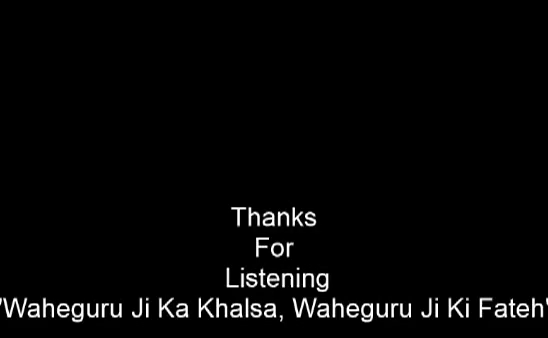 Thanks
For
Listening
"Waheguru Ji Ka Khalsa, Waheguru Ji Ki Fateh"